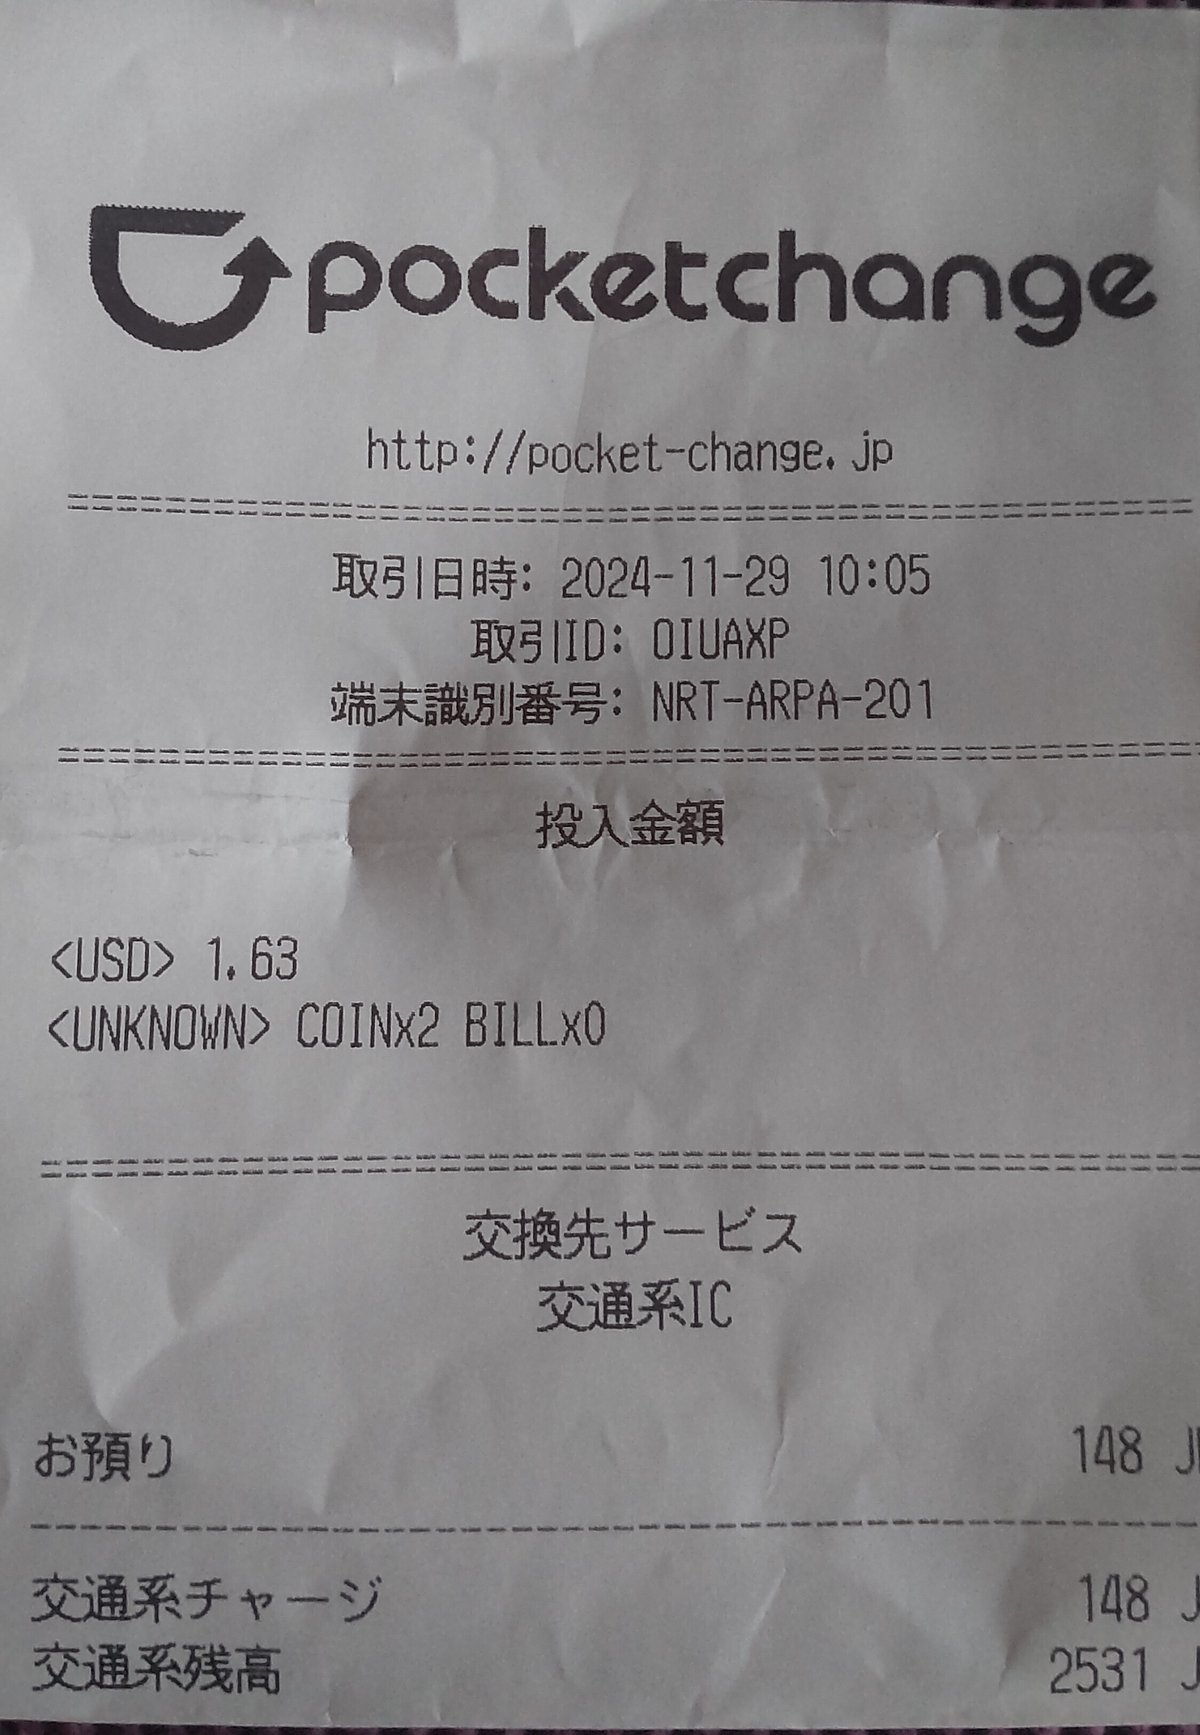 pocketchange
http://pocket-change.jp
取引日時: 2024-11-29 10:05
取引ID: OIUAXP
端末識別番号: NRT-ARPA-201
投入金額
<USD> 1.63
<UNKNOWN> COINx2 BILLx0
交換先サービス
交通系IC
お預り 148
交通系チャージ 148 J
交通系残高 2531 J